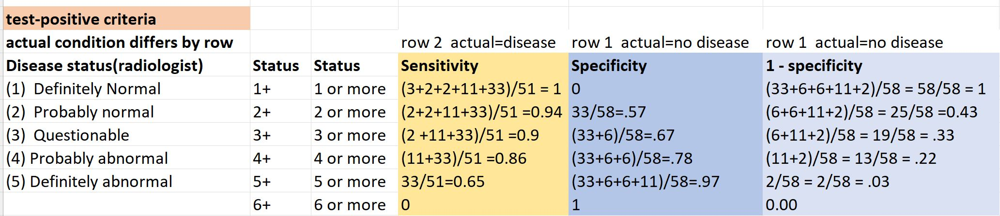 test-positive criteria
actual condition differs by row row 2 actual=disease row 1 actual=no disease row 1 actual=no disease
Disease status(radiologist) Status Status Sensitivity Specificity 1 - specificity
(1) Definitely Normal 1+ 1 or more (3+2+2+11+33)/51 = 1 0 (33+6+6+11+2)/58 = 58/58 = 1
(2) Probably normal 2+ 2 or more (2+2+11+33)/51 =0.94 33/58=.57 (6+6+11+2)/58 = 25/58 =0.43
(3) Questionable 3+ 3 or more (2 +11+33)/51 =0.9 (33+6)/58=.67 (6+11+2)/58 = 19/58 = .33
(4) Probably abnormal 4+ 4 or more (11+33)/51 =0.86 (33+6+6)/58=.78 (11+2)/58 = 13/58 = .22
(5) Definitely abnormal 5+ 5 or more 33/51=0.65 (33+6+6+11)/58=.97 2/58 = 2/58 = .03
6+ 6 or more 0 1 0.00